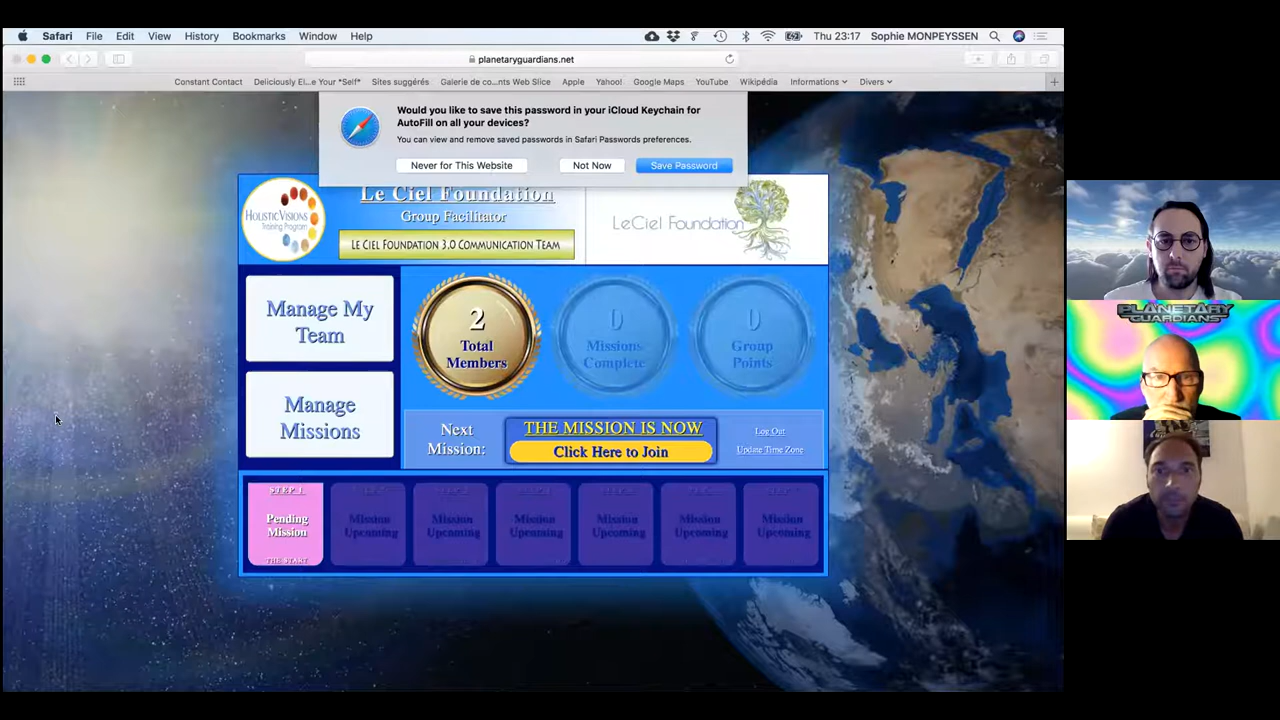 Safari File Edit View History Bookmarks Window Help Thu 23:17 Sophie MONPEYSSEN
planetaryguardians.net
Constant Contact Deliciously El...e Your *Self* Sites suggérés Galerie de co...nts Web Slice Apple Yahoo! Google Maps YouTube Wikipédia Informations Divers
Would you like to save this password in your iCloud Keychain for
AutoFill on all your devices?
You can view and remove saved passwords in Safari Passwords preferences.
Never for This Website Not Now Save Password
Le Ciel Foundation
Group Facilitator
LE CIEL FOUNDATION 3.0 COMMUNICATION TEAM
HOLISTICVISIONS
Training Program
LeCiel Foundation
Manage My
Team
Manage
Missions
2
Total
Members
0
Missions
Complete
0
Group
Points
Next
Mission:
THE MISSION IS NOW
Click Here to Join
Log Out
Update Time Zone
STEP 1
Pending
Mission
THE START
Mission
Upcoming
Mission
Upcoming
Mission
Upcoming
Mission
Upcoming
Mission
Upcoming
Mission
Upcoming
PLANETARY
GUARDIANS